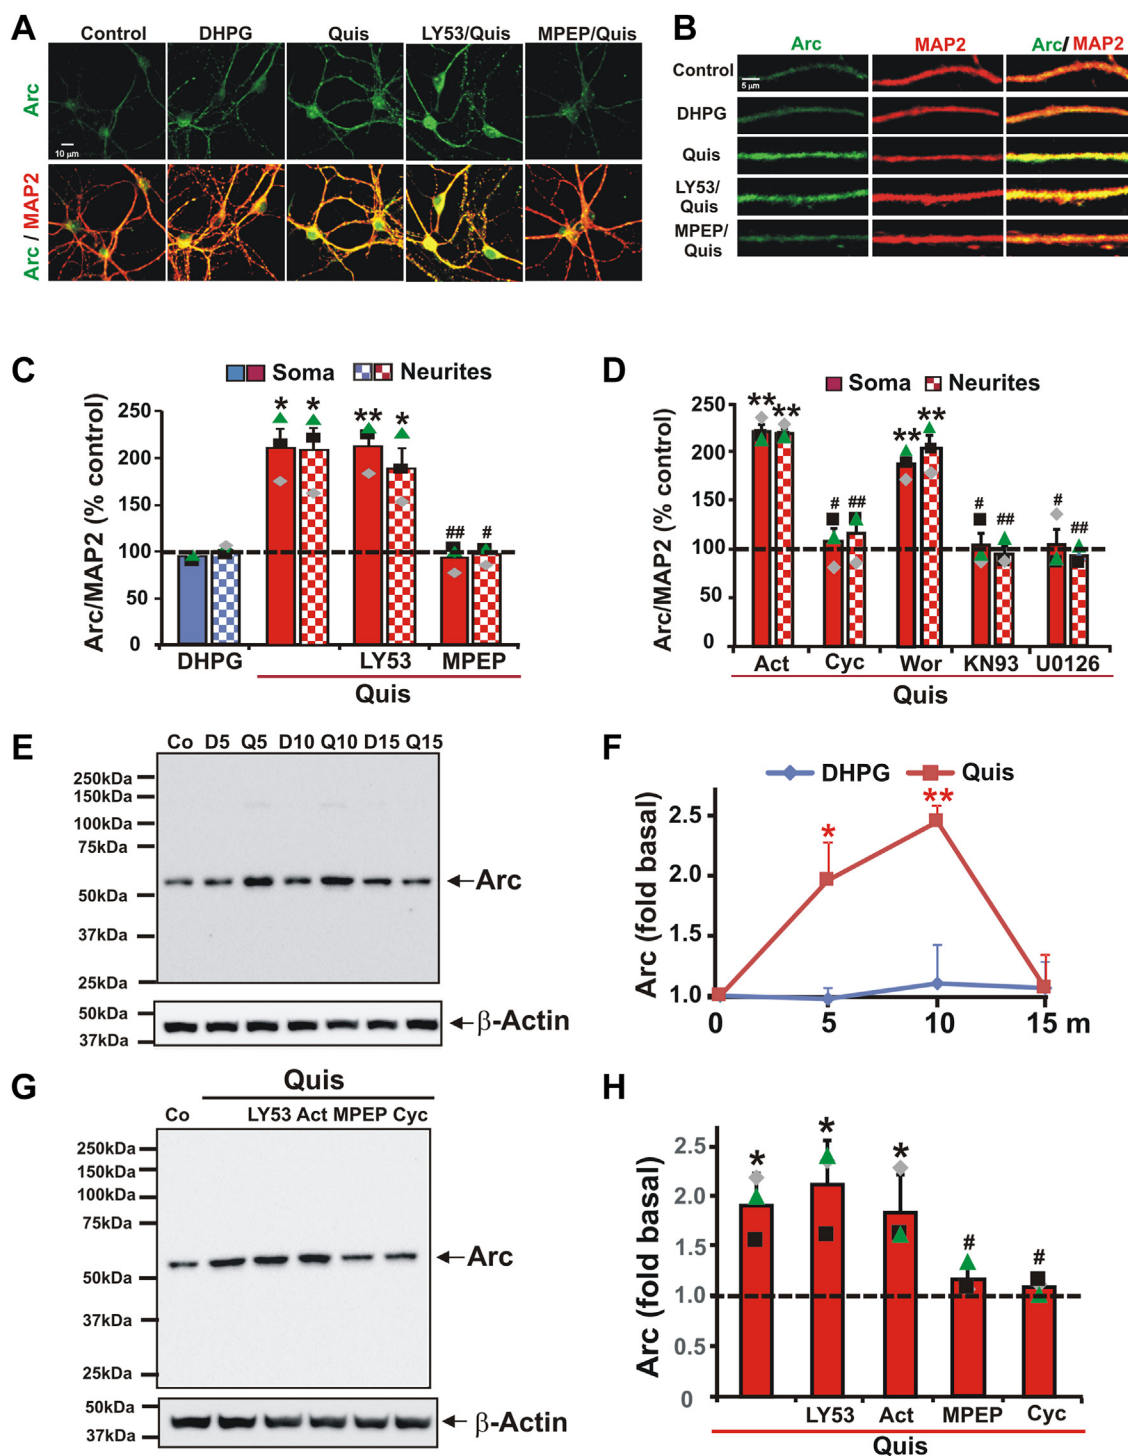 A
Control DHPG Quis LY53/Quis MPEP/Quis
Arc
10 µm
Arc / MAP2
B
Arc MAP2 Arc/ MAP2
Control
5 µm
DHPG
Quis
LY53/
Quis
MPEP/
Quis
C
Soma Neurites
Arc/MAP2 (% control)
250
200
150
100
50
0
* * ** * ## #
DHPG LY53 MPEP
Quis
D
Soma Neurites
Arc/MAP2 (% control)
250
200
150
100
50
0
** ** # ## ** ** # ## # ##
Act Cyc Wor KN93 U0126
Quis
E
Co D5 Q5 D10 Q10 D15 Q15
250kDa
150kDa
100kDa
75kDa
50kDa
37kDa
25kDa
Arc
50kDa
37kDa
β-Actin
F
DHPG Quis
Arc (fold basal)
2.5
2.0
1.5
1.0
* **
0 5 10 15 m
G
Quis
Co LY53 Act MPEP Cyc
250kDa
150kDa
100kDa
75kDa
50kDa
37kDa
25kDa
Arc
50kDa
37kDa
β-Actin
H
Arc (fold basal)
2.5
2.0
1.5
1.0
0.5
0
* * * # #
LY53 Act MPEP Cyc
Quis